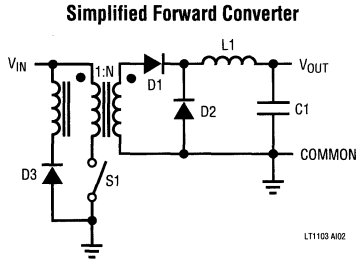 Simplified Forward Converter
L1
VIN
1:N
VOUT
D1
D2
C1
D3
S1
COMMON
LT1103 AI02